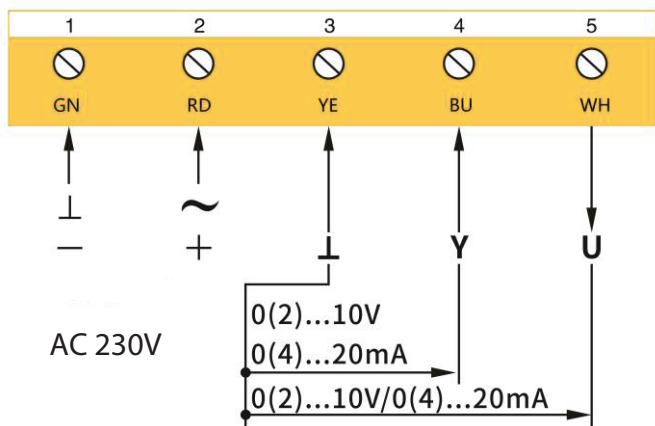 1 2 3 4 5
GN RD YE BU WH
⊥ ~
− + ⊥ Y U
0(2)...10V
AC 230V
0(4)...20mA
0(2)...10V/0(4)...20mA